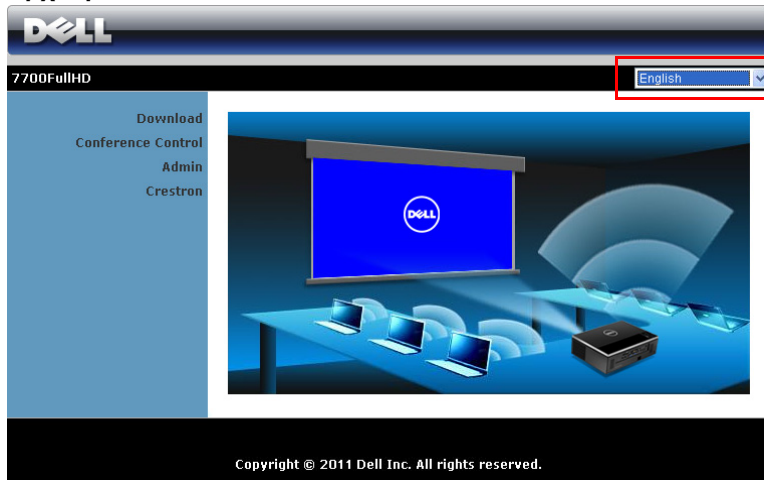 DELL
7700FullHD
English
Download
Conference Control
Admin
Crestron
DELL
Copyright © 2011 Dell Inc. All rights reserved.